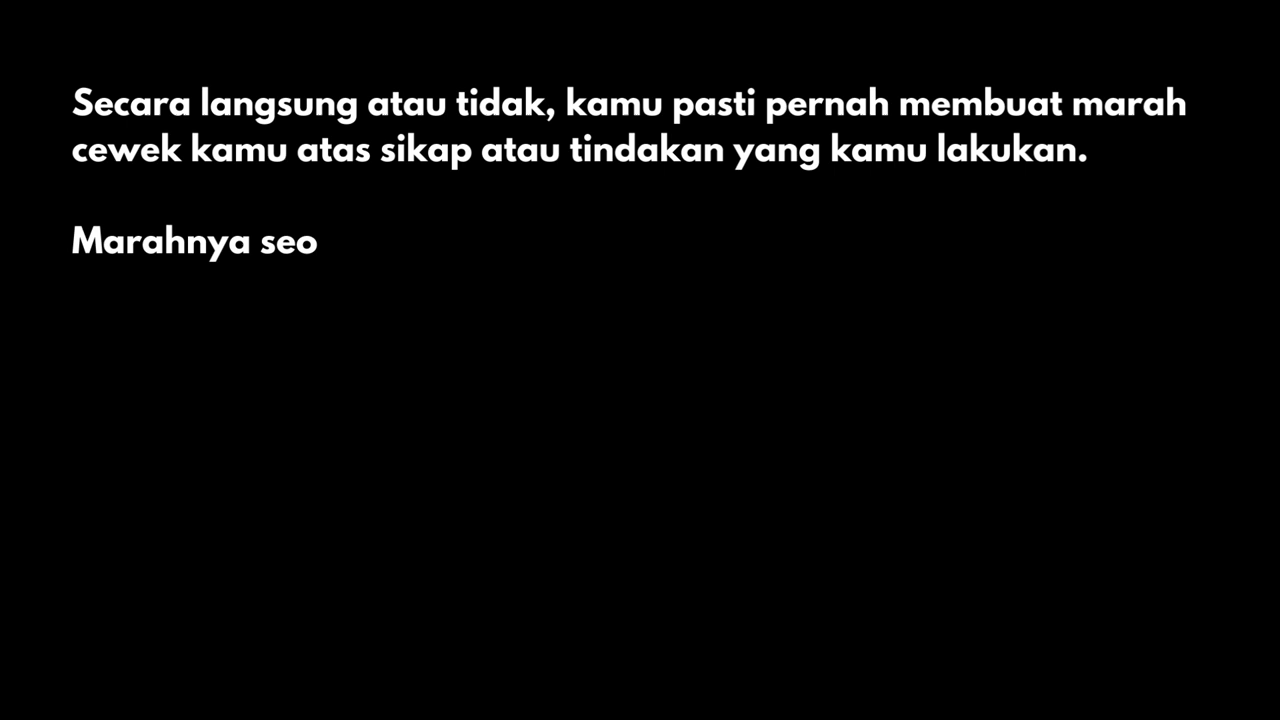 Secara langsung atau tidak, kamu pasti pernah membuat marah
cewek kamu atas sikap atau tindakan yang kamu lakukan.
Marahnya seo